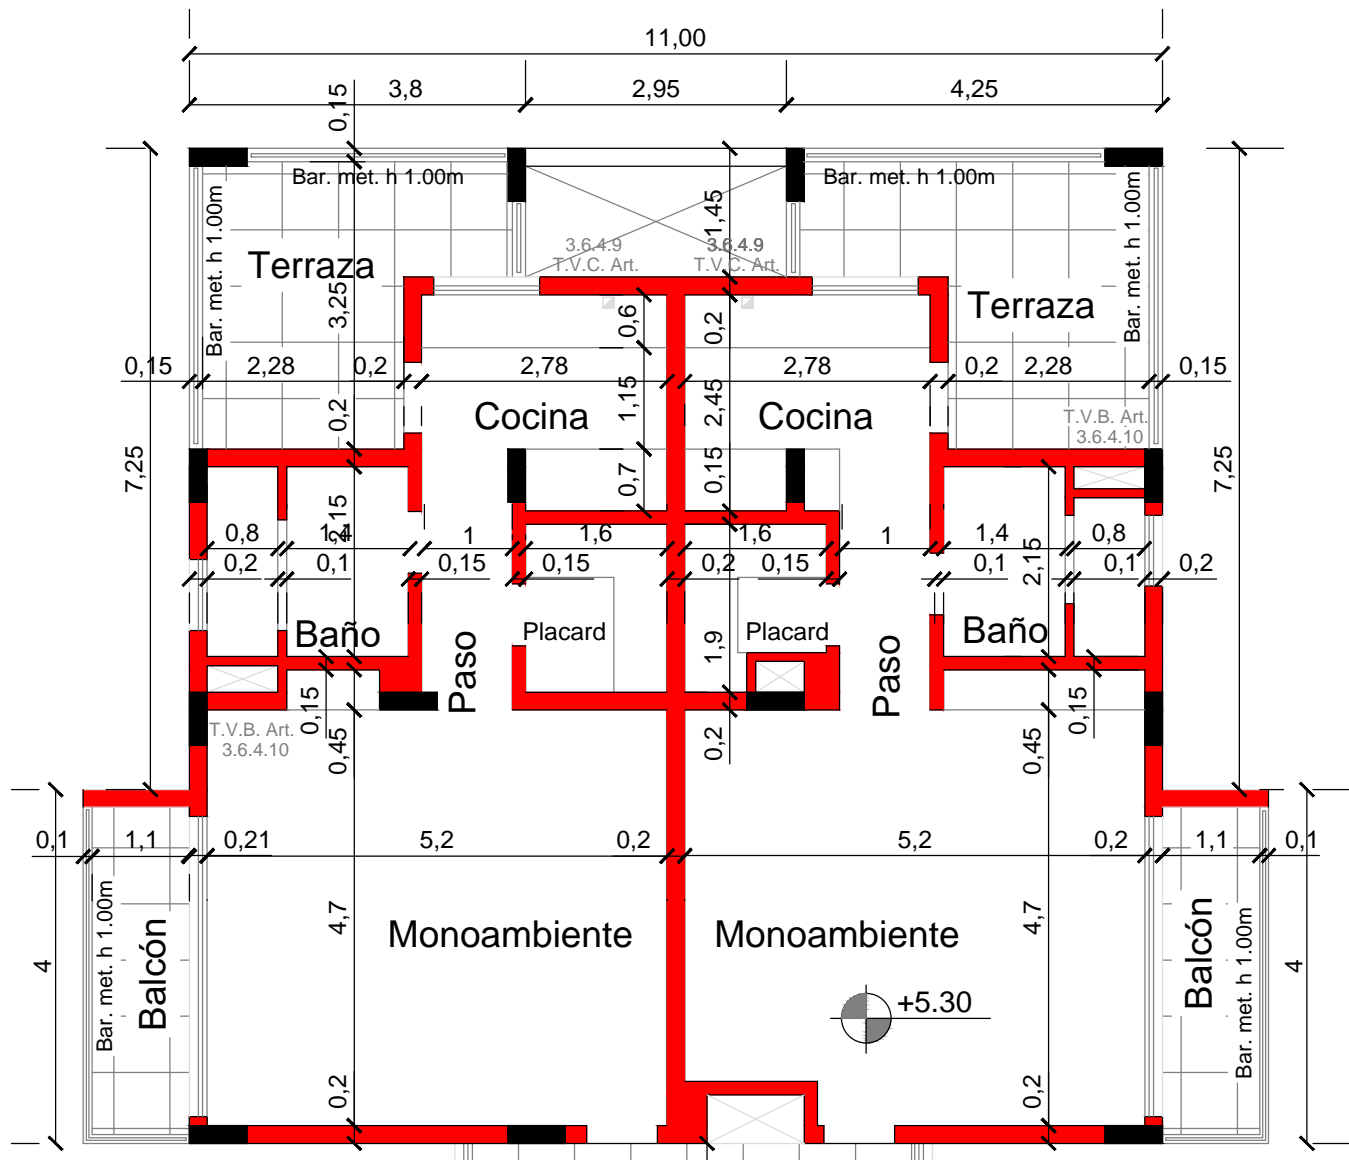 11,00
3,8
2,95
4,25
0,15
Bar. met. h 1.00m
Bar. met. h 1.00m
Bar. met. h 1.00m
Bar. met. h 1.00m
1,45
3.6.4.9
T.V.C. Art.
3.6.4.9
T.V.C. Art.
Terraza
Terraza
3,25
0,6
0,2
0,15
2,28
0,2
2,78
2,78
0,2
2,28
0,15
Cocina
Cocina
1,15
2,45
0,2
T.V.B. Art.
3.6.4.10
7,25
7,25
0,7
0,15
0,8
1,4
2,15
1
1,6
1,6
1
1,4
0,8
2,15
0,2
0,1
0,15
0,15
0,2
0,15
0,1
0,1
0,2
Baño
Paso
Placard
1,9
Placard
Paso
Baño
0,15
0,15
T.V.B. Art.
3.6.4.10
0,45
0,2
0,45
0,1
1,1
0,21
5,2
0,2
5,2
0,2
1,1
0,1
4
Bar. met. h 1.00m
Balcón
4,7
Monoambiente
Monoambiente
4,7
Balcón
Bar. met. h 1.00m
4
+5.30
0,2
0,2